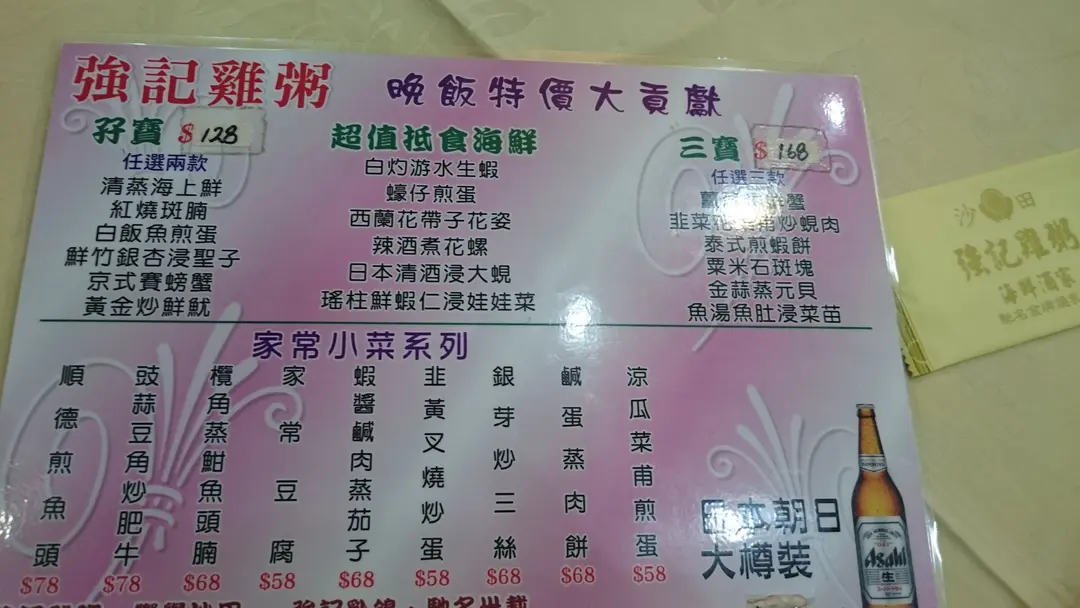 強記雞粥 晚飯特價大貢獻
孖寶 $128
任選兩款
清蒸海上鮮
紅燒斑腩
白飯魚煎蛋
鮮竹銀杏浸聖子
京式賽螃蟹
黃金炒鮮魷
超值抵食海鮮
白灼游水生蝦
蠔仔煎蛋
西蘭花帶子花姿
辣酒煮花螺
日本清酒浸大蜆
瑤柱鮮蝦仁浸娃娃菜
三寶 $168
任選三款
蟹
韭菜花 炒蜆肉
泰式煎蝦餅
粟米石斑塊
金蒜蒸元貝
魚湯魚肚浸菜苗
家常小菜系列
順德煎魚頭 $78
豉蒜豆角炒肥牛 $78
欖角蒸鮒魚頭腩 $68
家常豆腐 $58
蝦醬鹹肉蒸茄子 $68
韭黃叉燒炒蛋 $58
銀芽炒三絲 $68
鹹蛋蒸肉餅 $68
涼瓜菜甫煎蛋 $58
日本朝日
大樽裝
Asahi
生
沙田
強記雞粥
海鮮酒家